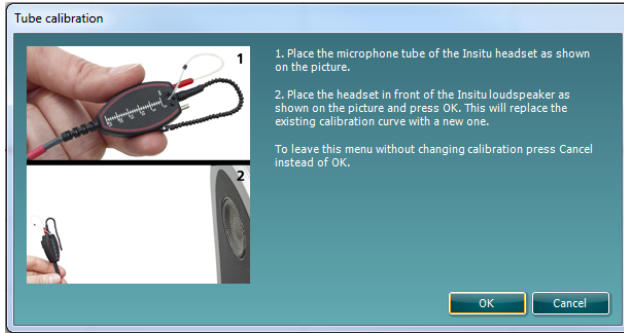 Tube calibration
1
1. Place the microphone tube of the Insitu headset as shown
on the picture.
2. Place the headset in front of the Insitu loudspeaker as
shown on the picture and press OK. This will replace the
existing calibration curve with a new one.
To leave this menu without changing calibration press Cancel
instead of OK.
2
OK
Cancel